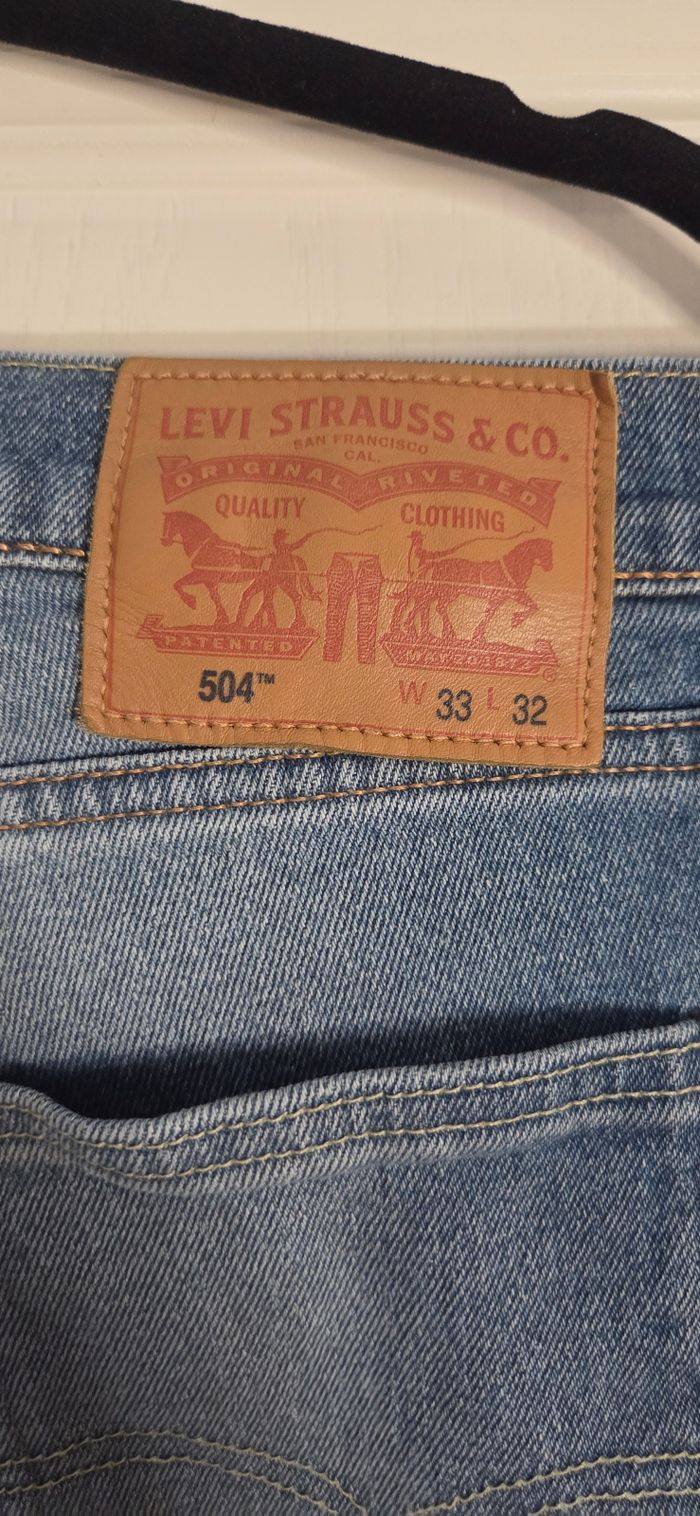 LEVI STRAUSS & CO.
SAN FRANCISCO
CAL.
ORIGINAL RIVETED
QUALITY CLOTHING
PATENTED MAY 20 1873
504™ W 33 L 32